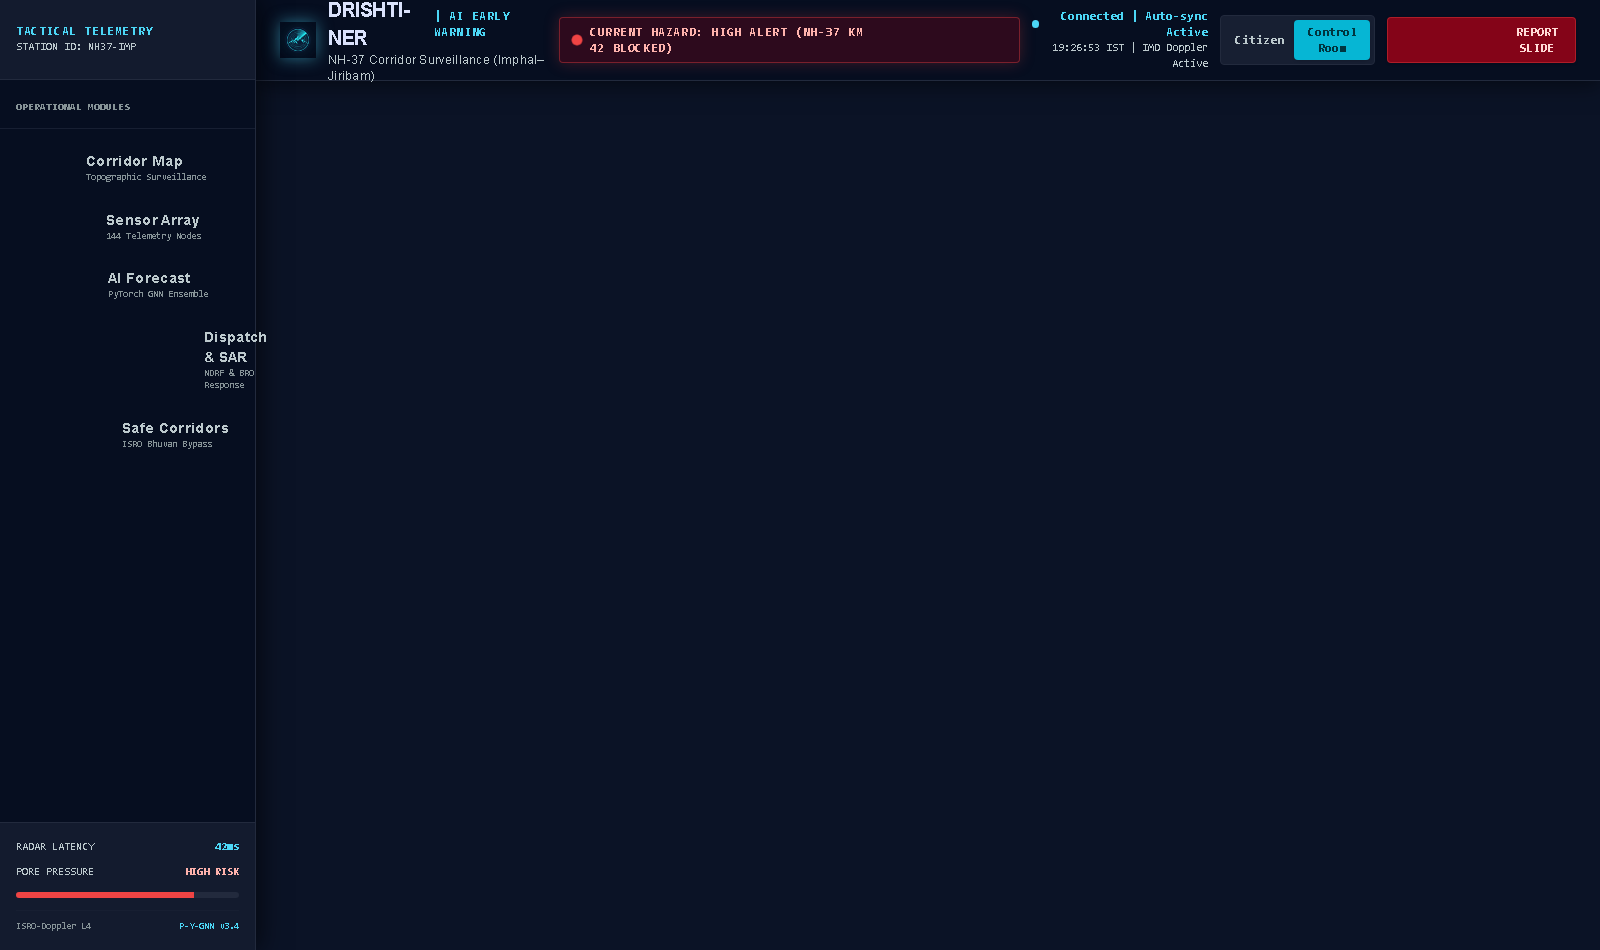 TACTICAL TELEMETRY
STATION ID: NH37-IMP
OPERATIONAL MODULES
Corridor Map
Topographic Surveillance
Sensor Array
144 Telemetry Nodes
AI Forecast
PyTorch GNN Ensemble
Dispatch
& SAR
NDRF & BRO
Response
Safe Corridors
ISRO Bhuvan Bypass
RADAR LATENCY 42ms
PORE PRESSURE HIGH RISK
ISRO-Doppler L4 P-Y-GNN v3.4
DRISHTI-
NER
| AI EARLY
WARNING
NH-37 Corridor Surveillance (Imphal–
Jiribam)
CURRENT HAZARD: HIGH ALERT (NH-37 KM
42 BLOCKED)
Connected | Auto-sync
Active
19:26:53 IST | IMD Doppler
Active
Citizen
Control
Room
REPORT
SLIDE